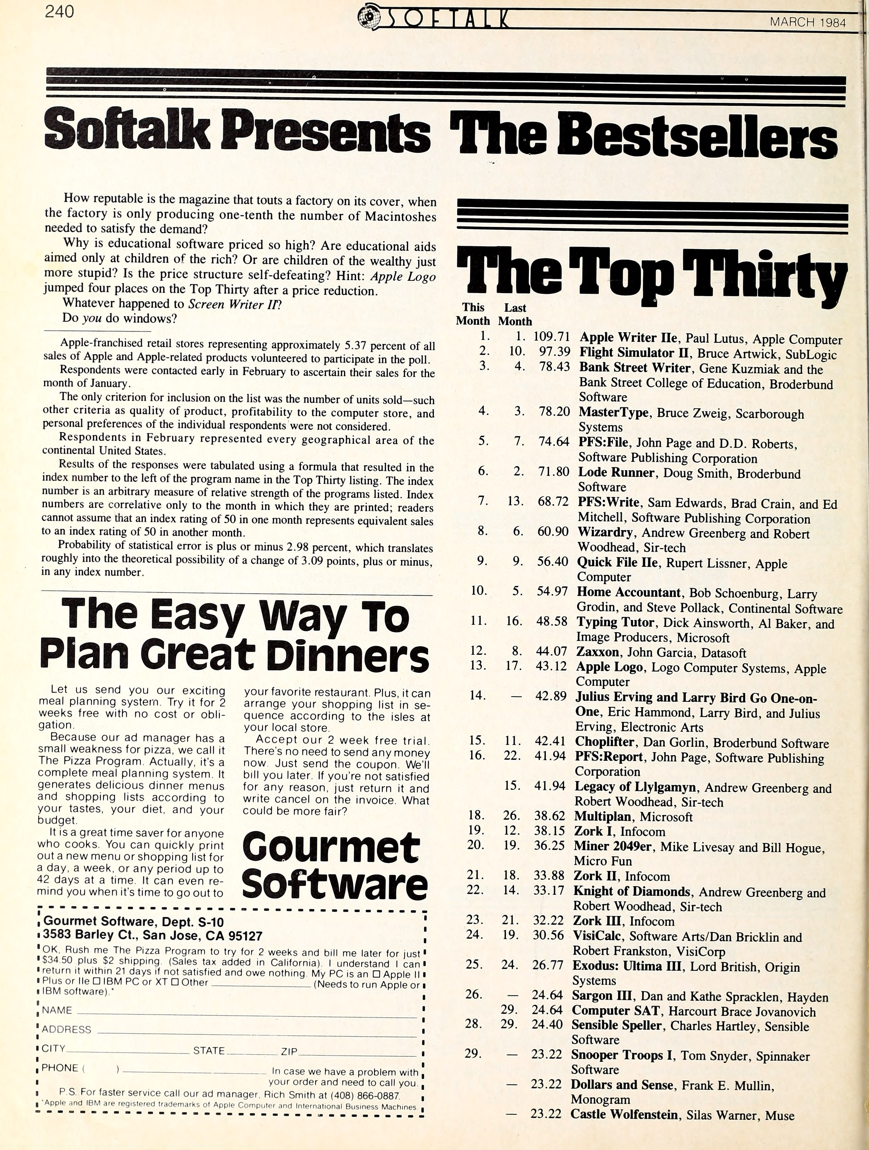 240
SOFTALK
MARCH 1984
Softalk Presents The Bestsellers
How reputable is the magazine that touts a factory on its cover, when
the factory is only producing one-tenth the number of Macintoshes
needed to satisfy the demand?
Why is educational software priced so high? Are educational aids
aimed only at children of the rich? Or are children of the wealthy just
more stupid? Is the price structure self-defeating? Hint: Apple Logo
jumped four places on the Top Thirty after a price reduction.
Whatever happened to Screen Writer II?
Do you do windows?
Apple-franchised retail stores representing approximately 5.37 percent of all
sales of Apple and Apple-related products volunteered to participate in the poll.
Respondents were contacted early in February to ascertain their sales for the
month of January.
The only criterion for inclusion on the list was the number of units sold—such
other criteria as quality of product, profitability to the computer store, and
personal preferences of the individual respondents were not considered.
Respondents in February represented every geographical area of the
continental United States.
Results of the responses were tabulated using a formula that resulted in the
index number to the left of the program name in the Top Thirty listing. The index
number is an arbitrary measure of relative strength of the programs listed. Index
numbers are correlative only to the month in which they are printed; readers
cannot assume that an index rating of 50 in one month represents equivalent sales
to an index rating of 50 in another month.
Probability of statistical error is plus or minus 2.98 percent, which translates
roughly into the theoretical possibility of a change of 3.09 points, plus or minus,
in any index number.
The Easy Way To
Plan Great Dinners
Let us send you our exciting
meal planning system. Try it for 2
weeks free with no cost or obli-
gation.
Because our ad manager has a
small weakness for pizza, we call it
The Pizza Program. Actually, it's a
complete meal planning system. It
generates delicious dinner menus
and shopping lists according to
your tastes, your diet, and your
budget.
It is a great time saver for anyone
who cooks. You can quickly print
out a new menu or shopping list for
a day, a week, or any period up to
42 days at a time. It can even re-
mind you when it's time to go out to
your favorite restaurant. Plus, it can
arrange your shopping list in se-
quence according to the isles at
your local store.
Accept our 2 week free trial.
There's no need to send any money
now. Just send the coupon. We'll
bill you later. If you're not satisfied
for any reason, just return it and
write cancel on the invoice. What
could be more fair?
Gourmet
Software
Gourmet Software, Dept. S-10
3583 Barley Ct., San Jose, CA 95127
OK, Rush me The Pizza Program to try for 2 weeks and bill me later for just
$34.50 plus $2 shipping. (Sales tax added in California). I understand I can
return it within 21 days if not satisfied and owe nothing. My PC is an □ Apple II
Plus or IIe □ IBM PC or XT □ Other (Needs to run Apple or
IBM software).*
NAME
ADDRESS
CITY STATE ZIP
PHONE ( ) In case we have a problem with
your order and need to call you.
P.S. For faster service call our ad manager. Rich Smith at (408) 866-0887.
*Apple and IBM are registered trademarks of Apple Computer and International Business Machines
The Top Thirty
This Last
Month Month
1. 1. 109.71 Apple Writer IIe, Paul Lutus, Apple Computer
2. 10. 97.39 Flight Simulator II, Bruce Artwick, SubLogic
3. 4. 78.43 Bank Street Writer, Gene Kuzmiak and the
Bank Street College of Education, Broderbund
Software
4. 3. 78.20 MasterType, Bruce Zweig, Scarborough
Systems
5. 7. 74.64 PFS:File, John Page and D.D. Roberts,
Software Publishing Corporation
6. 2. 71.80 Lode Runner, Doug Smith, Broderbund
Software
7. 13. 68.72 PFS:Write, Sam Edwards, Brad Crain, and Ed
Mitchell, Software Publishing Corporation
8. 6. 60.90 Wizardry, Andrew Greenberg and Robert
Woodhead, Sir-tech
9. 9. 56.40 Quick File IIe, Rupert Lissner, Apple
Computer
10. 5. 54.97 Home Accountant, Bob Schoenburg, Larry
Grodin, and Steve Pollack, Continental Software
11. 16. 48.58 Typing Tutor, Dick Ainsworth, Al Baker, and
Image Producers, Microsoft
12. 8. 44.07 Zaxxon, John Garcia, Datasoft
13. 17. 43.12 Apple Logo, Logo Computer Systems, Apple
Computer
14. — 42.89 Julius Erving and Larry Bird Go One-on-
One, Eric Hammond, Larry Bird, and Julius
Erving, Electronic Arts
15. 11. 42.41 Choplifter, Dan Gorlin, Broderbund Software
16. 22. 41.94 PFS:Report, John Page, Software Publishing
Corporation
15. 41.94 Legacy of Llylgamyn, Andrew Greenberg and
Robert Woodhead, Sir-tech
18. 26. 38.62 Multiplan, Microsoft
19. 12. 38.15 Zork I, Infocom
20. 19. 36.25 Miner 2049er, Mike Livesay and Bill Hogue,
Micro Fun
21. 18. 33.88 Zork II, Infocom
22. 14. 33.17 Knight of Diamonds, Andrew Greenberg and
Robert Woodhead, Sir-tech
23. 21. 32.22 Zork III, Infocom
24. 19. 30.56 VisiCalc, Software Arts/Dan Bricklin and
Robert Frankston, VisiCorp
25. 24. 26.77 Exodus: Ultima III, Lord British, Origin
Systems
26. — 24.64 Sargon III, Dan and Kathe Spracklen, Hayden
29. 24.64 Computer SAT, Harcourt Brace Jovanovich
28. 29. 24.40 Sensible Speller, Charles Hartley, Sensible
Software
29. — 23.22 Snooper Troops I, Tom Snyder, Spinnaker
Software
— 23.22 Dollars and Sense, Frank E. Mullin,
Monogram
— 23.22 Castle Wolfenstein, Silas Warner, Muse